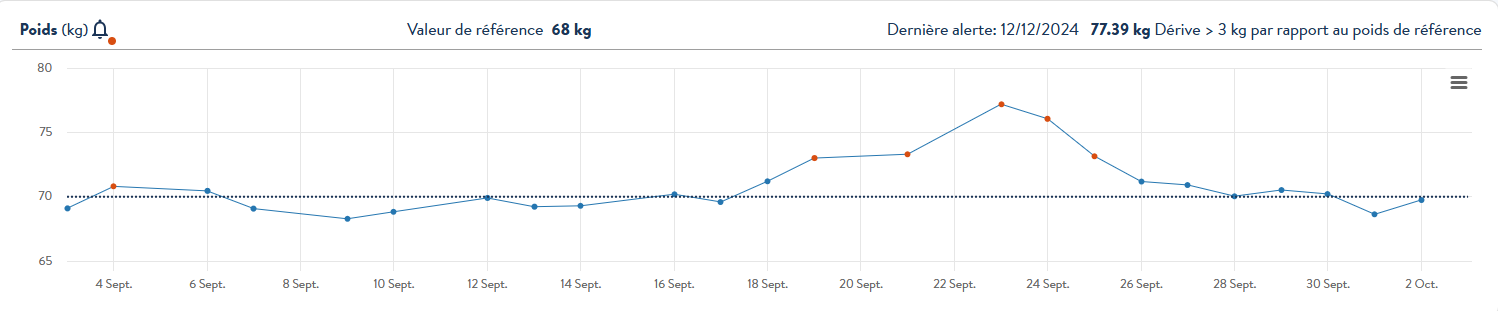 Poids (kg) Valeur de référence 68 kg Dernière alerte: 12/12/2024 77.39 kg Dérive > 3 kg par rapport au poids de référence
80
75
70
65
4 Sept. 6 Sept. 8 Sept. 10 Sept. 12 Sept. 14 Sept. 16 Sept. 18 Sept. 20 Sept. 22 Sept. 24 Sept. 26 Sept. 28 Sept. 30 Sept. 2 Oct.